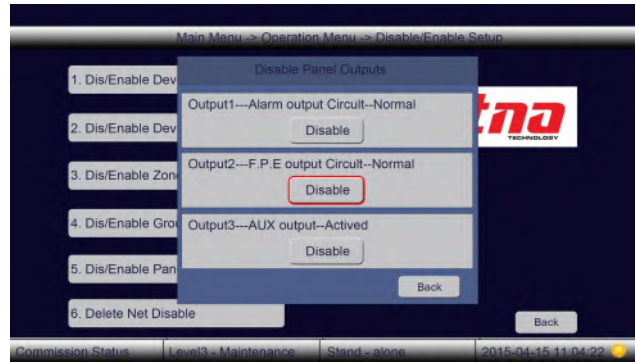 Main Menu -> Operation Menu -> Disable/Enable Setup
Disable Panel Outputs
1. Dis/Enable Dev
Output1---Alarm output Circult--Normal
Disable
2. Dis/Enable Dev
TECHNOLOGY
Output2---F.P.E output Circult--Normal
3. Dis/Enable Zon
Disable
4. Dis/Enable Grou
Output3---AUX output--Actived
Disable
5. Dis/Enable Pan
Back
6. Delete Net Disable
Back
Commission Status
Level3 - Maintenance
Stand - alone
2015-04-15 11:04:22